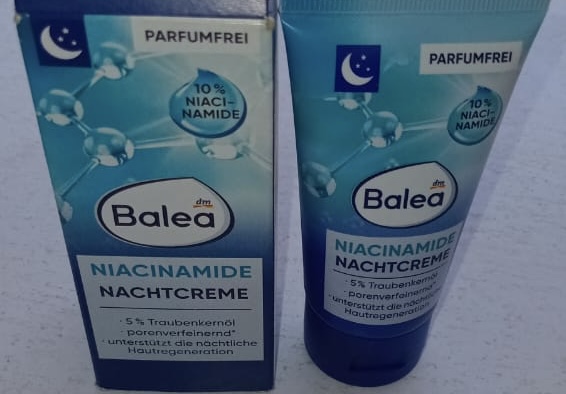 PARFUMFREI
10%
NIACI-
NAMIDE
dm
Balea
NIACINAMIDE
NACHTCREME
· 5% Traubenkernöl
· porenverfeinernd*
· unterstützt die nächtliche
Hautregeneration
PARFUMFREI
10%
NIACI-
NAMIDE
dm
Balea
NIACINAMIDE
NACHTCREME
· 5% Traubenkernöl
· porenverfeinernd*
· unterstützt die nächtliche
Hautregeneration